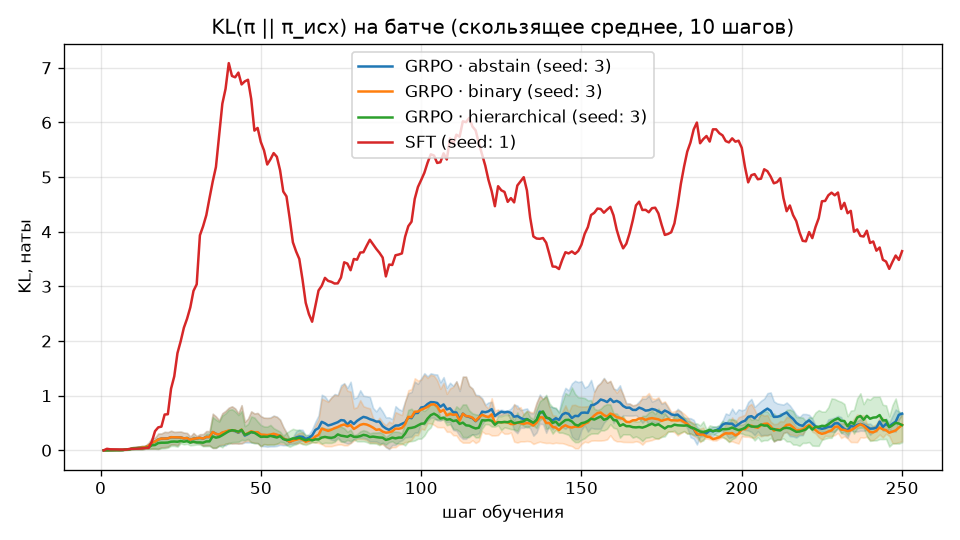 KL(π || π_исх) на батче (скользящее среднее, 10 шагов)
GRPO · abstain (seed: 3)
GRPO · binary (seed: 3)
GRPO · hierarchical (seed: 3)
SFT (seed: 1)
KL, наты
7
6
5
4
3
2
1
0
0 50 100 150 200 250
шаг обучения